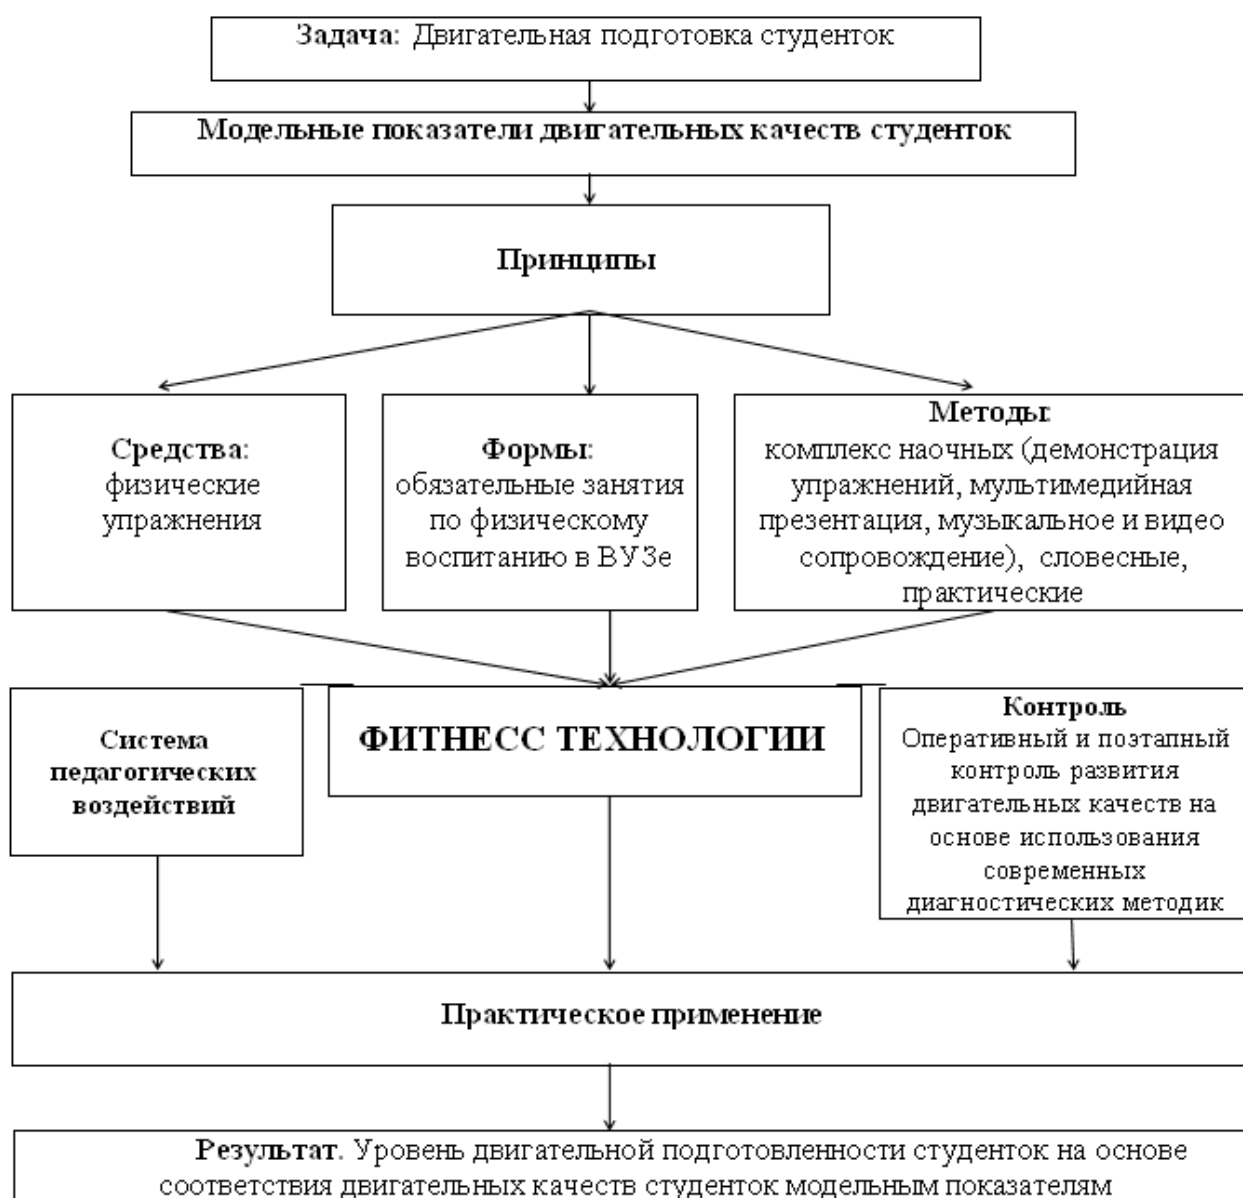 Задача: Двигательная подготовка студенток
Модельные показатели двигательных качеств студенток
Принципы
Средства:
физические
упражнения
Формы:
обязательные занятия
по физическому
воспитанию в ВУЗе
Методы:
комплекс наочных (демонстрация
упражнений, мультимедийная
презентация, музыкальное и видео
сопровождение), словесные,
практические
Система
педагогических
воздействий
ФИТНЕСС ТЕХНОЛОГИИ
Контроль
Оперативный и поэтапный
контроль развития
двигательных качеств на
основе использования
современных
диагностических методик
Практическое применение
Результат. Уровень двигательной подготовленности студенток на основе
соответствия двигательных качеств студенток модельным показателям